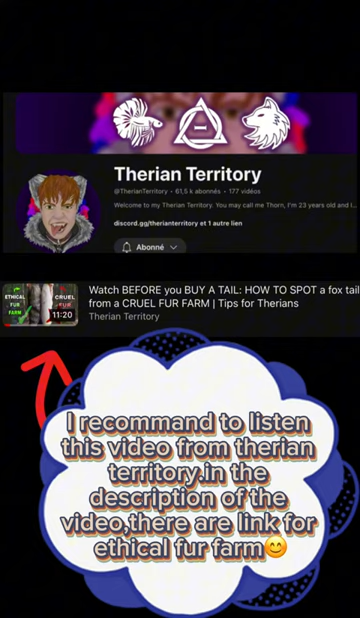 Therian Territory
@TherianTerritory • 61,5 k abonnés • 177 vidéos
Welcome to my Therian Territory. You may call me Thorn, I'm 23 years old and I...
discord.gg/therianterritory et 1 autre lien
Abonné
ETHICAL CRUEL
FUR FUR
FARM
11:20
Watch BEFORE you BUY A TAIL: HOW TO SPOT a fox tail
from a CRUEL FUR FARM | Tips for Therians
Therian Territory
I recommand to listen
this video from therian
territory.in the
description of the
video,there are link for
ethical fur farm😊